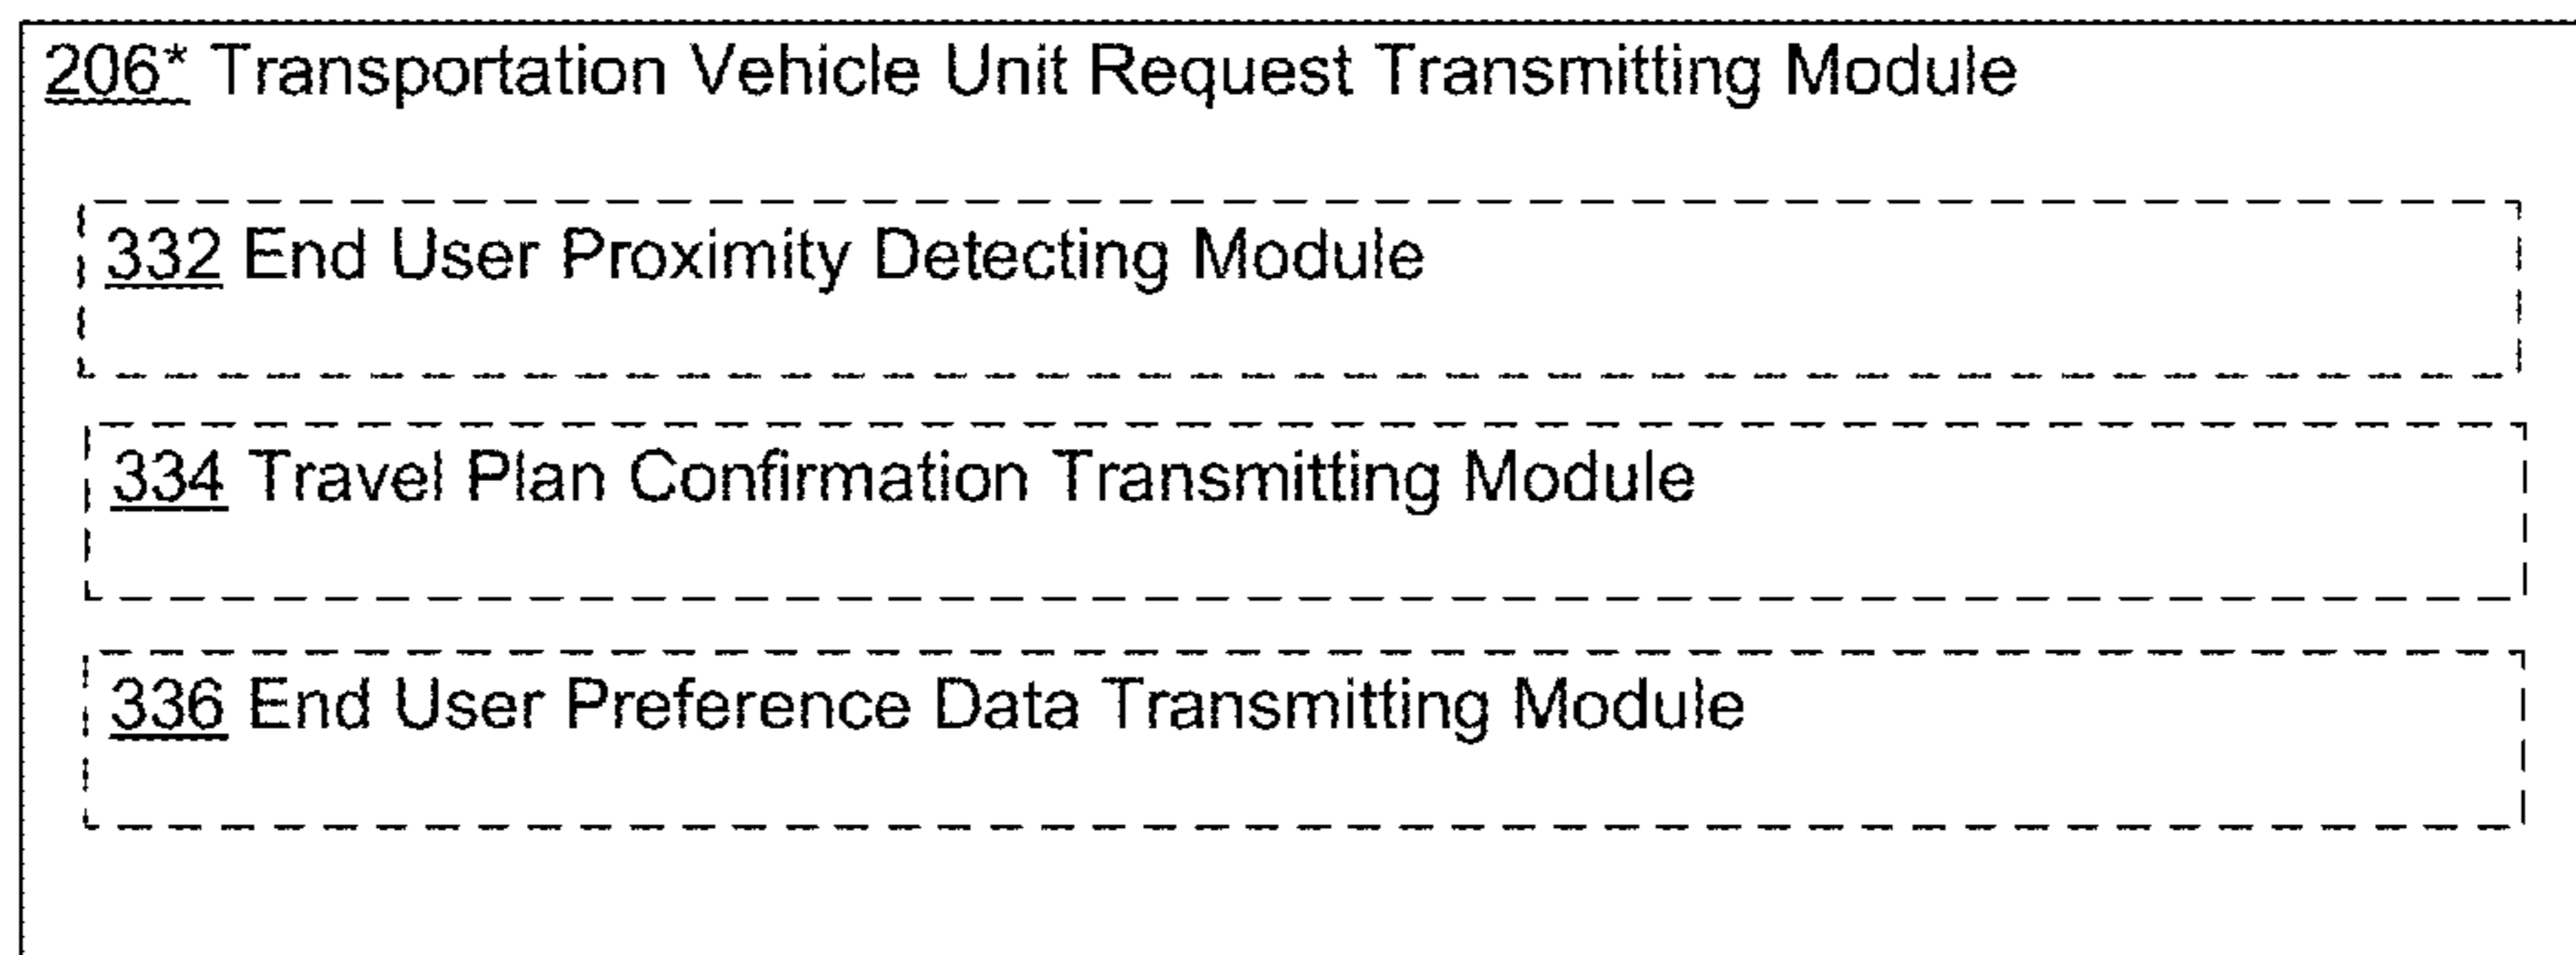 206* Transportation Vehicle Unit Request Transmitting Module
332 End User Proximity Detecting Module
334 Travel Plan Confirmation Transmitting Module
336 End User Preference Data Transmitting Module